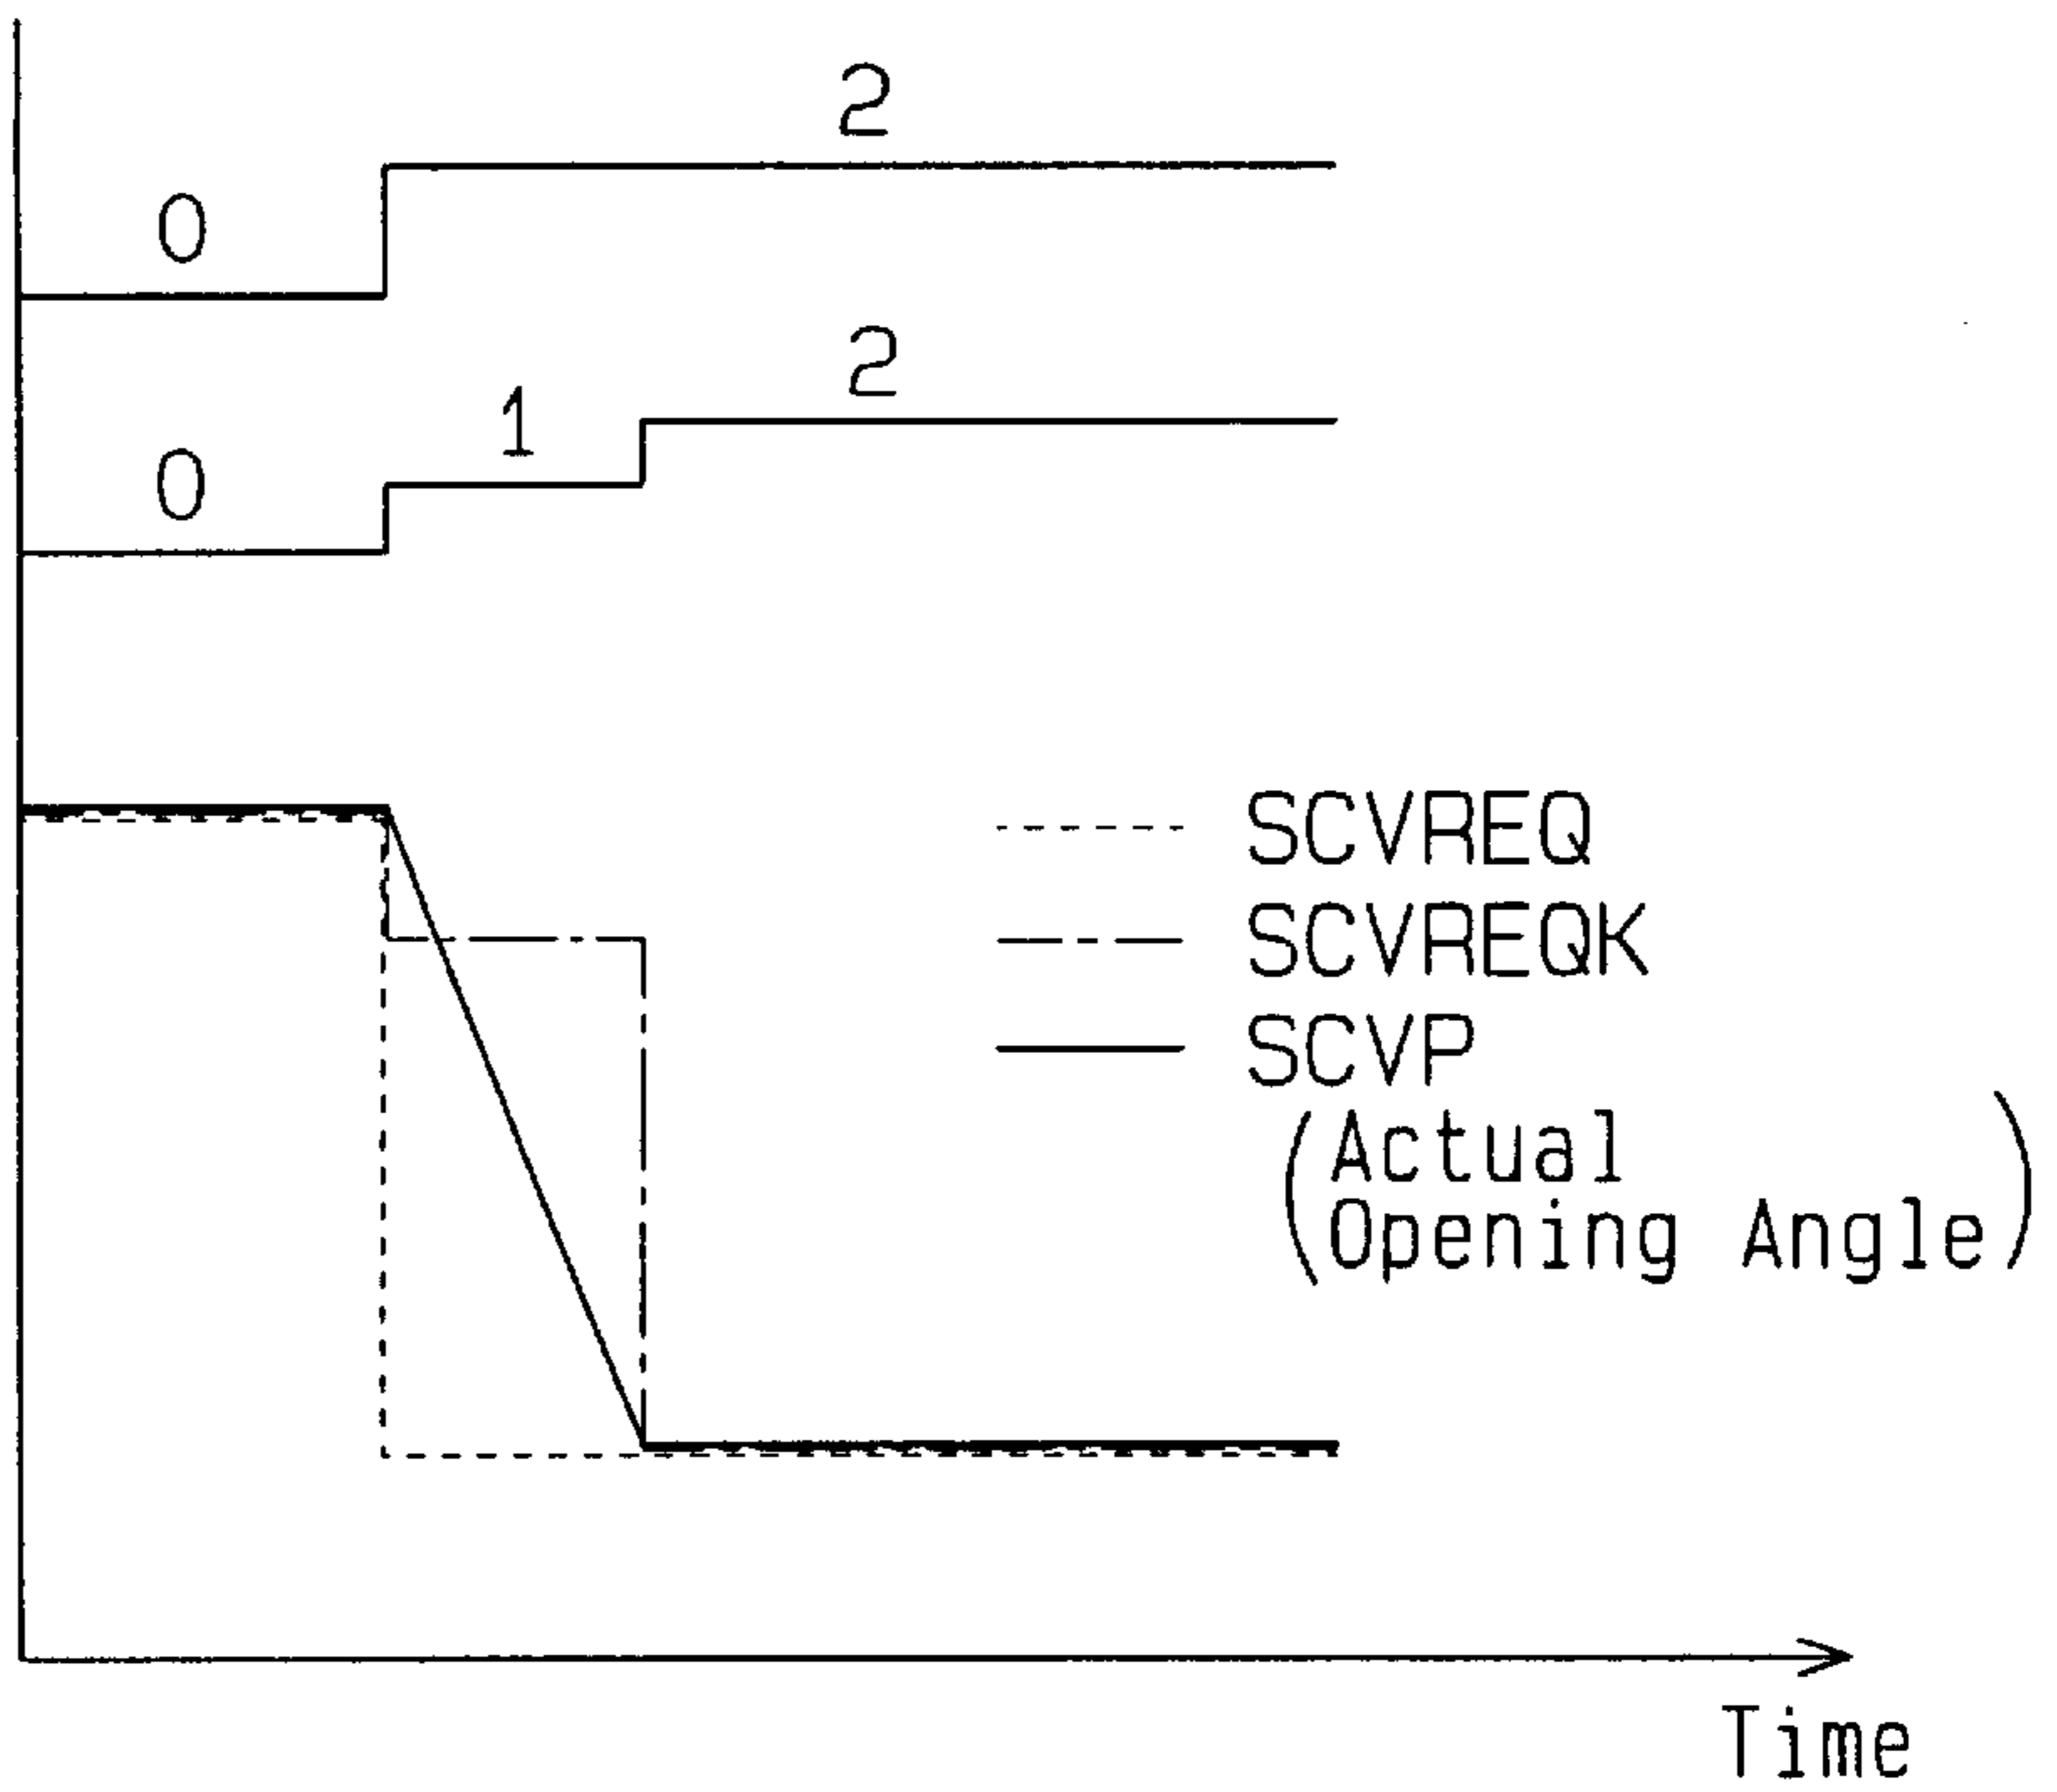 2
0
2
1
0
SCVREQ
SCVREQK
SCVP
(Actual
Opening Angle)
Time